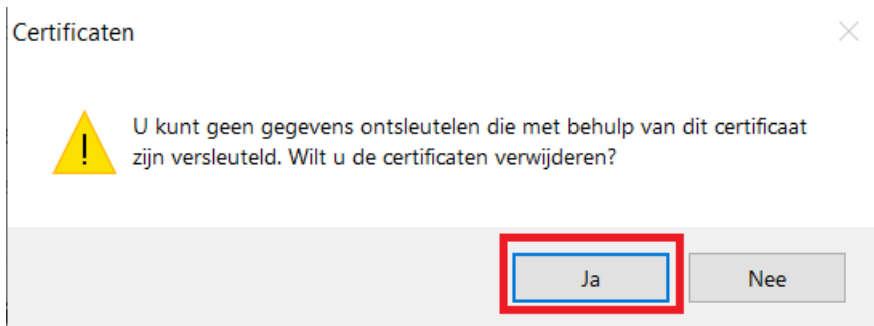 Certificaten
U kunt geen gegevens ontsleutelen die met behulp van dit certificaat
zijn versleuteld. Wilt u de certificaten verwijderen?
Ja
Nee